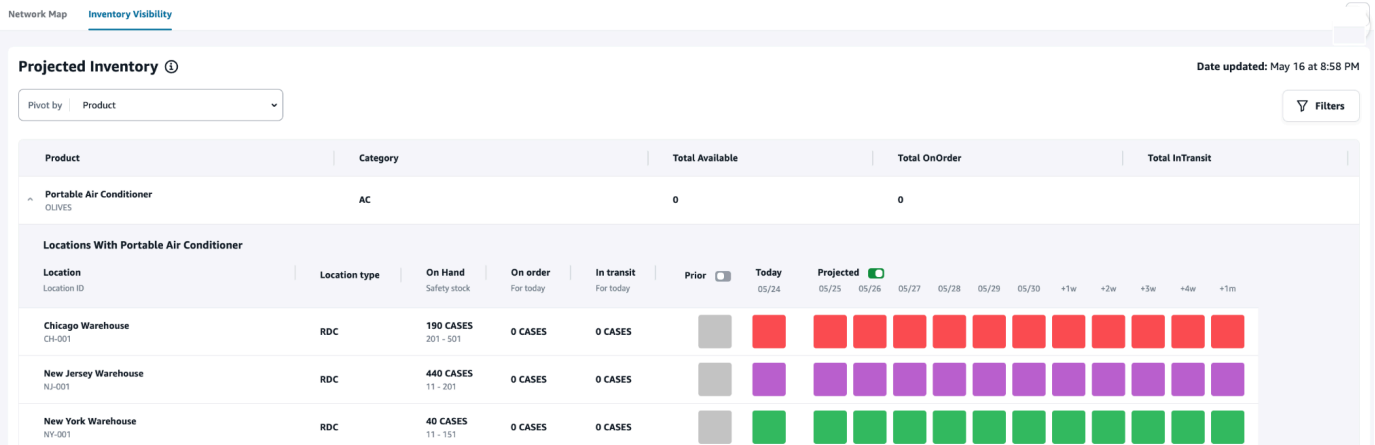 Network Map Inventory Visibility
Projected Inventory
Date updated: May 16 at 8:58 PM
Pivot by Product
Filters
Product Category Total Available Total OnOrder Total InTransit
Portable Air Conditioner
OLIVES
AC 0 0
Locations With Portable Air Conditioner
Location Location type On Hand On order In transit Prior Today Projected
Location ID Safety stock For today For today 05/24 05/25 05/26 05/27 05/28 05/29 05/30 +1w +2w +3w +4w +1m
Chicago Warehouse RDC 190 CASES 0 CASES 0 CASES
CH-001 201 - 501
New Jersey Warehouse RDC 440 CASES 0 CASES 0 CASES
NJ-001 11 - 201
New York Warehouse RDC 40 CASES 0 CASES 0 CASES
NY-001 11 - 151